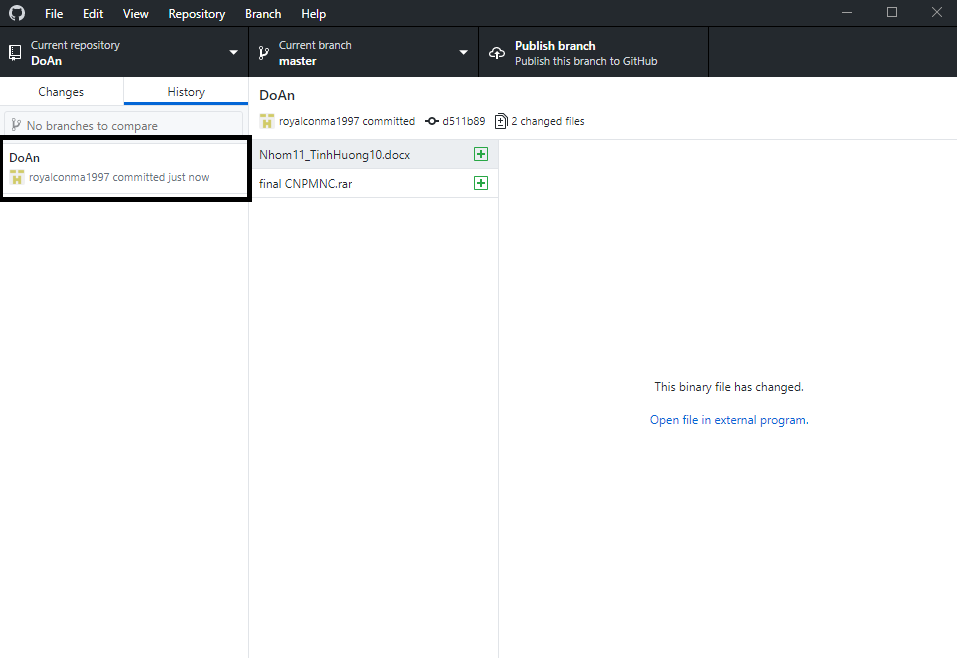 File Edit View Repository Branch Help
Current repository
DoAn
Current branch
master
Publish branch
Publish this branch to GitHub
Changes
History
No branches to compare
DoAn
royalconma1997 committed just now
DoAn
royalconma1997 committed d511b89 2 changed files
Nhom11_TinhHuong10.docx
final CNPMNC.rar
This binary file has changed.
Open file in external program.